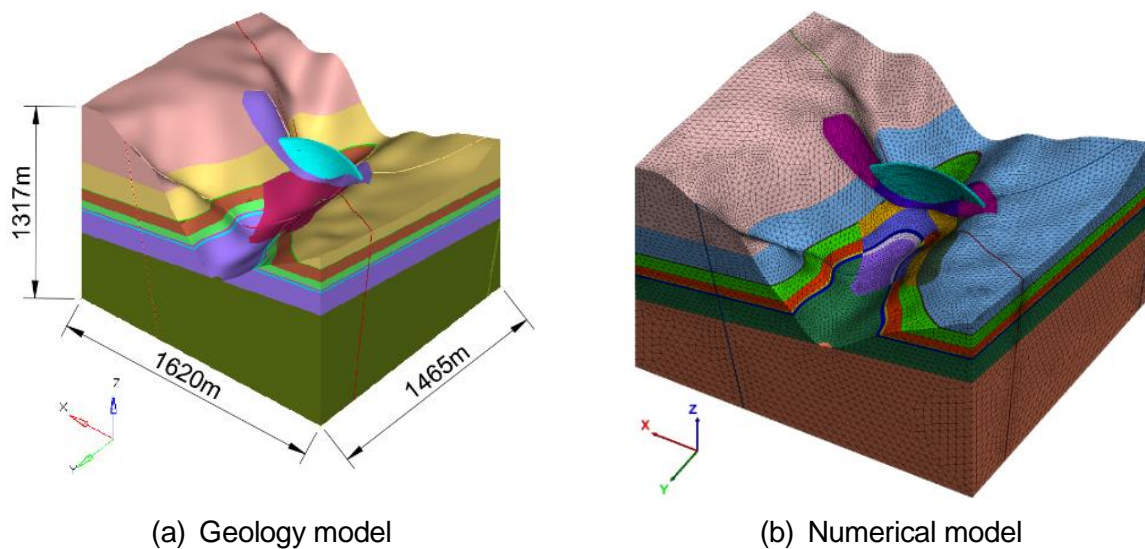 1317m
1620m
1465m
Z
X
Y
Z
X
Y
(a) Geology model
(b) Numerical model